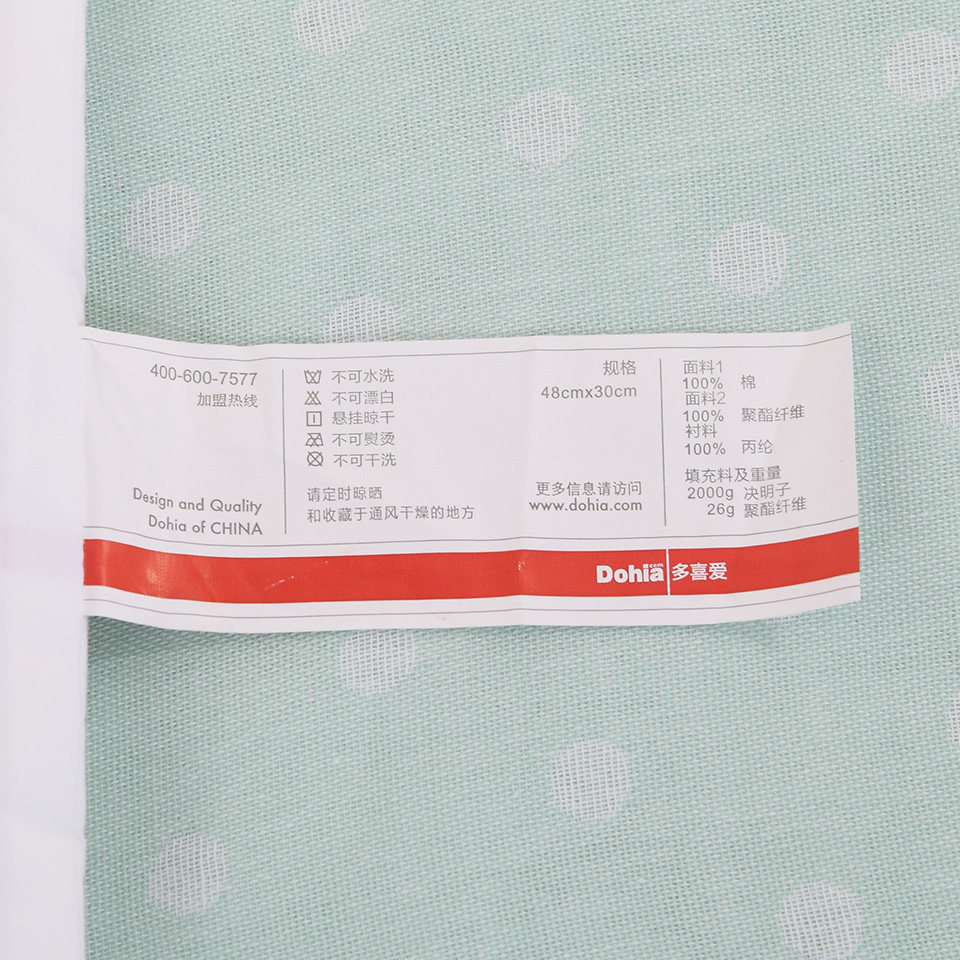 400-600-7577
加盟热线
Design and Quality
Dohia of CHINA
不可水洗
不可漂白
悬挂晾干
不可熨烫
不可干洗
请定时晾晒
和收藏于通风干燥的地方
规格
48cmx30cm
更多信息请访问
www.dohia.com
面料1
100% 棉
面料2
100% 聚酯纤维
衬料
100% 丙纶
填充料及重量
2000g 决明子
26g 聚酯纤维
Dohia.com 多喜爱